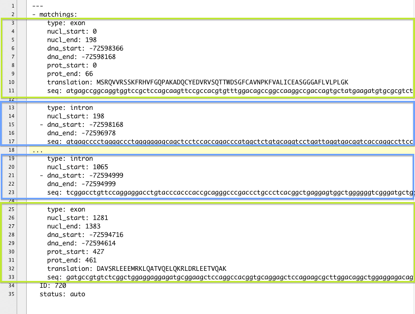 1 ---
2 - matchings:
3 type: exon
4 nucl_start: 0
5 nucl_end: 198
6 dna_start: -72598366
7 dna_end: -72598168
8 prot_start: 0
9 prot_end: 66
10 translation: MSRQVVRSSKFRHVFGQPAKADQCYEDVRVSQTTWDSGFCAVNPKFVALICEASGGGAFLVLPLGK
11 seq: atgagccggcaggtggtccgctccagcaagttccgccacgtgtttggacagccggccaaggccgaccagtgctatgaagatgtgcgcgtct
12
13 type: intron
14 nucl_start: 198
15 - dna_start: -72598168
16 dna_end: -72596978
17 seq:
18 ...
19 type: intron
20 nucl_start: 1065
21 - dna_start: -72594999
22 dna_end: -72594999
23 seq:
24
25 type: exon
26 nucl_start: 1281
27 nucl_end: 1383
28 dna_start: -72594716
29 dna_end: -72594614
30 prot_start: 427
31 prot_end: 461
32 translation: DAVSRLEEEMRKLQATVQELQKRLDRLEETVQAK
33 seq: gatgccgtgtctcggctggaggaggagatgcggaagctccaggccacggtgcaggagctccagaagcgcttggacaggctggaggagacag
34 ID: 720
35 status: auto